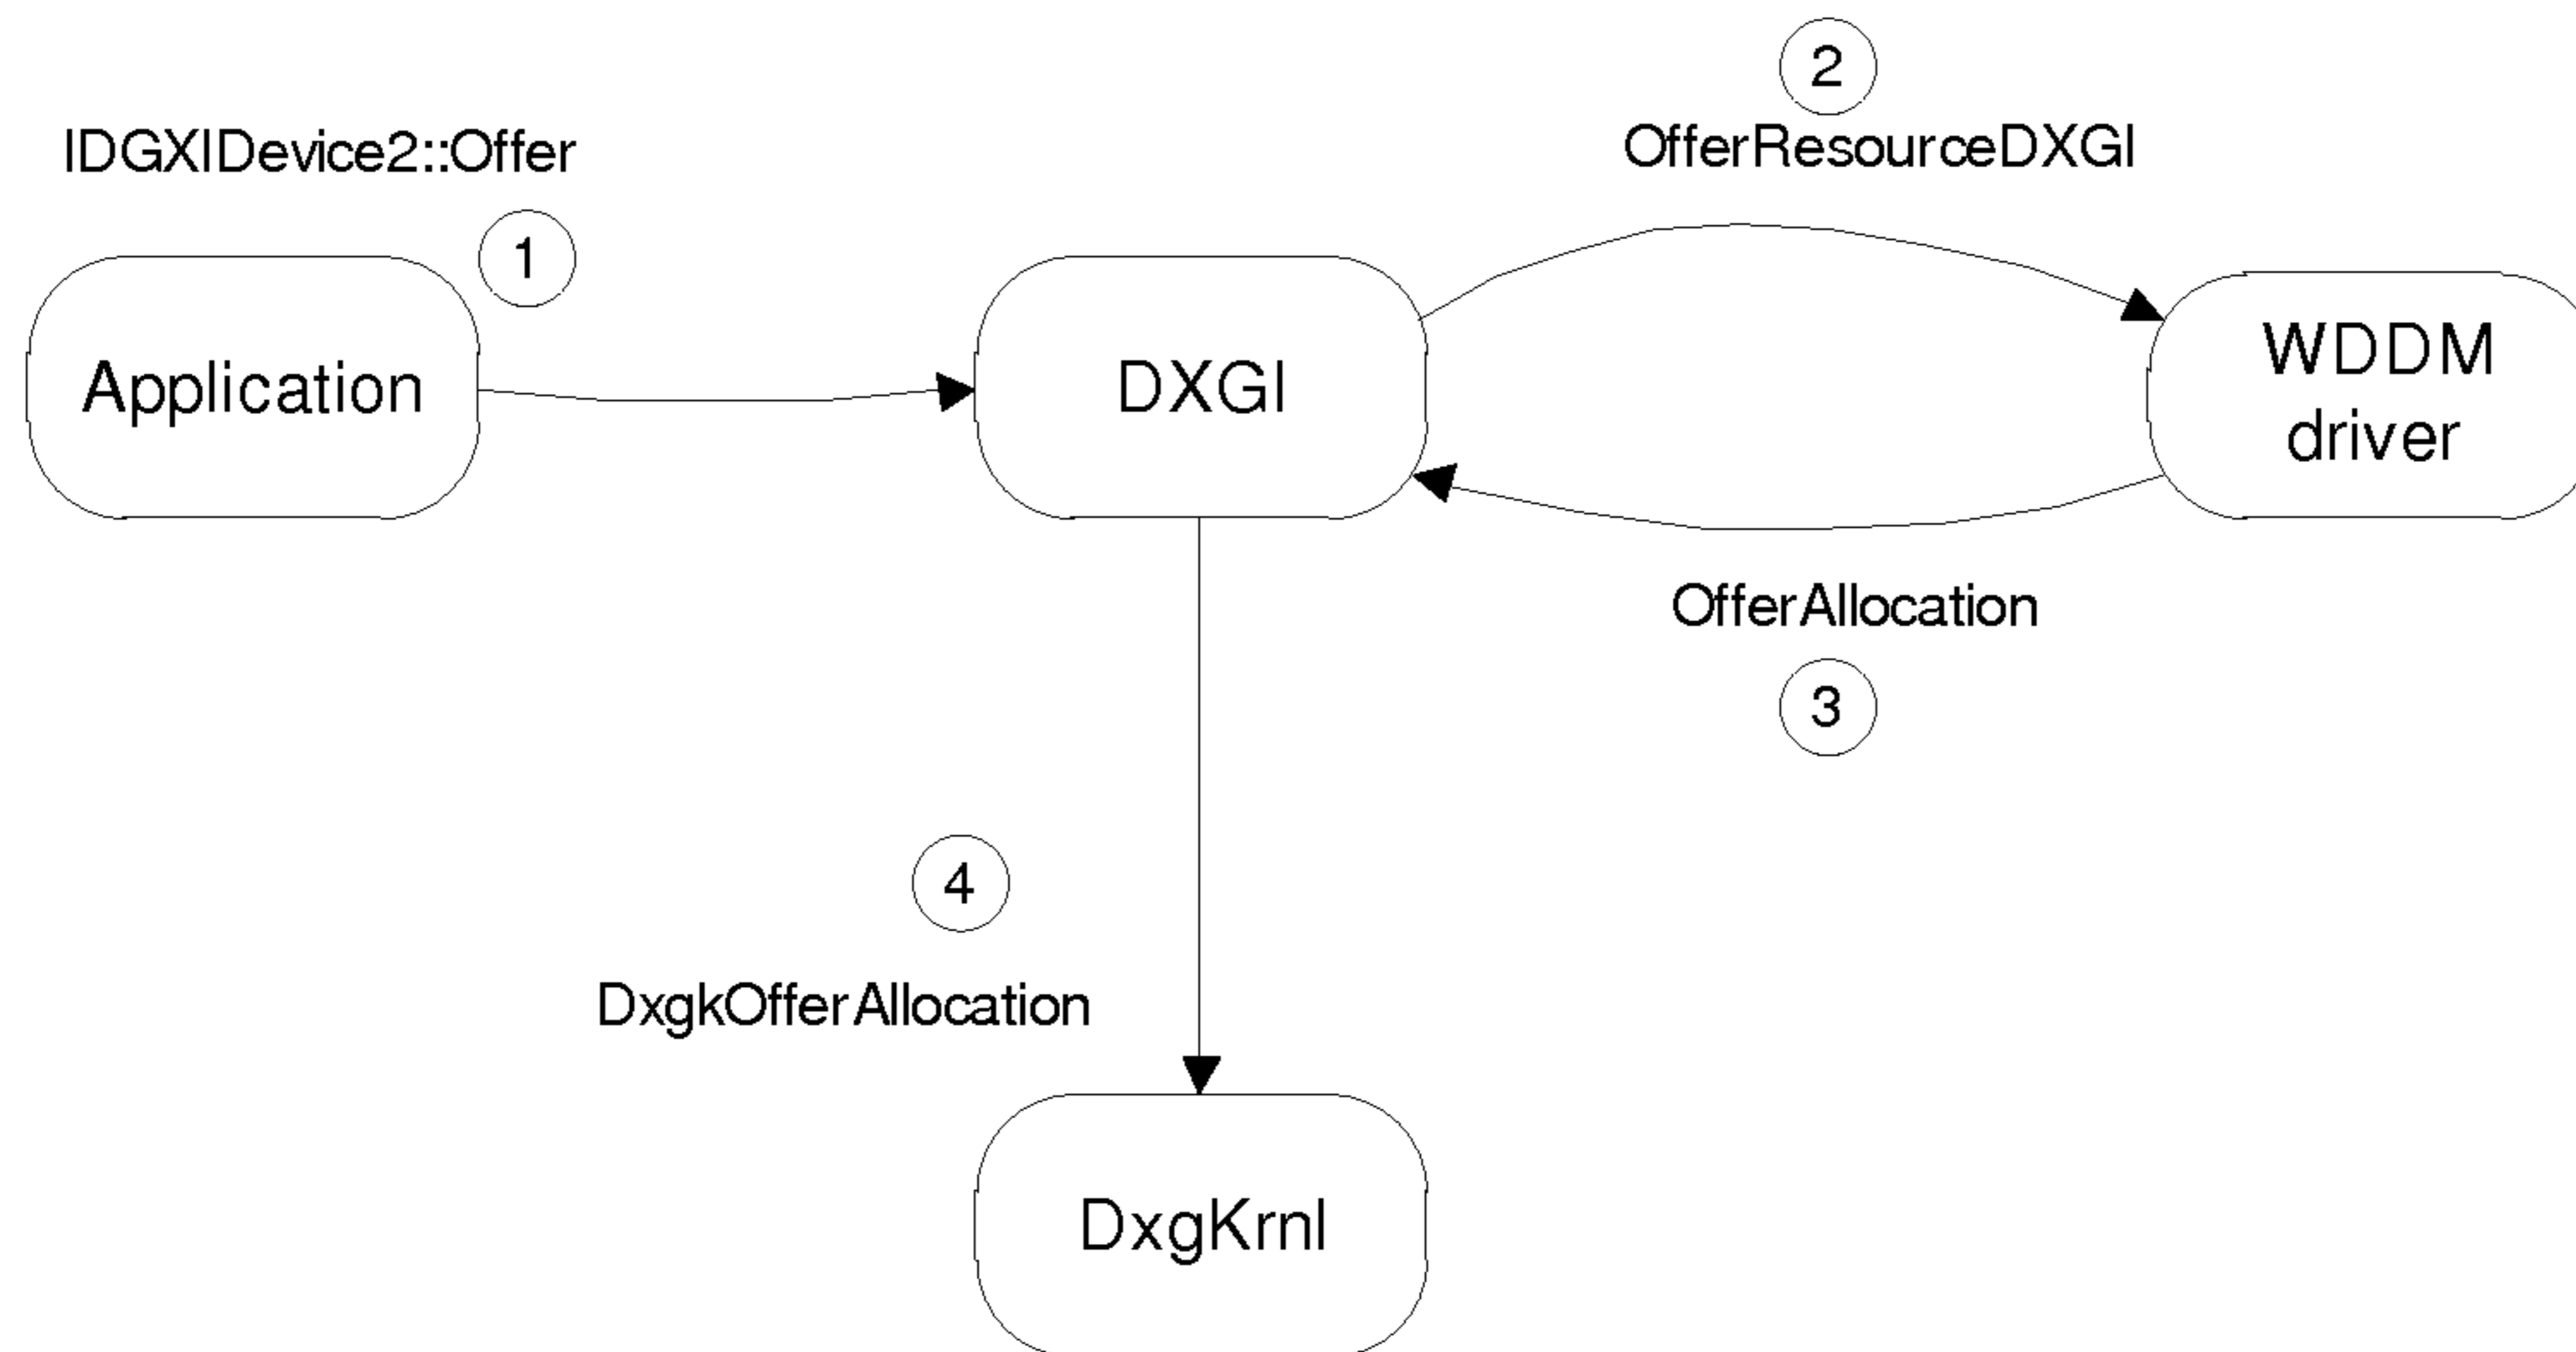 2
IDGXIDevice2::Offer
OfferResourceDXGI
1
Application
DXGI
WDDM
driver
OfferAllocation
3
4
DxgkOfferAllocation
DxgKrnl